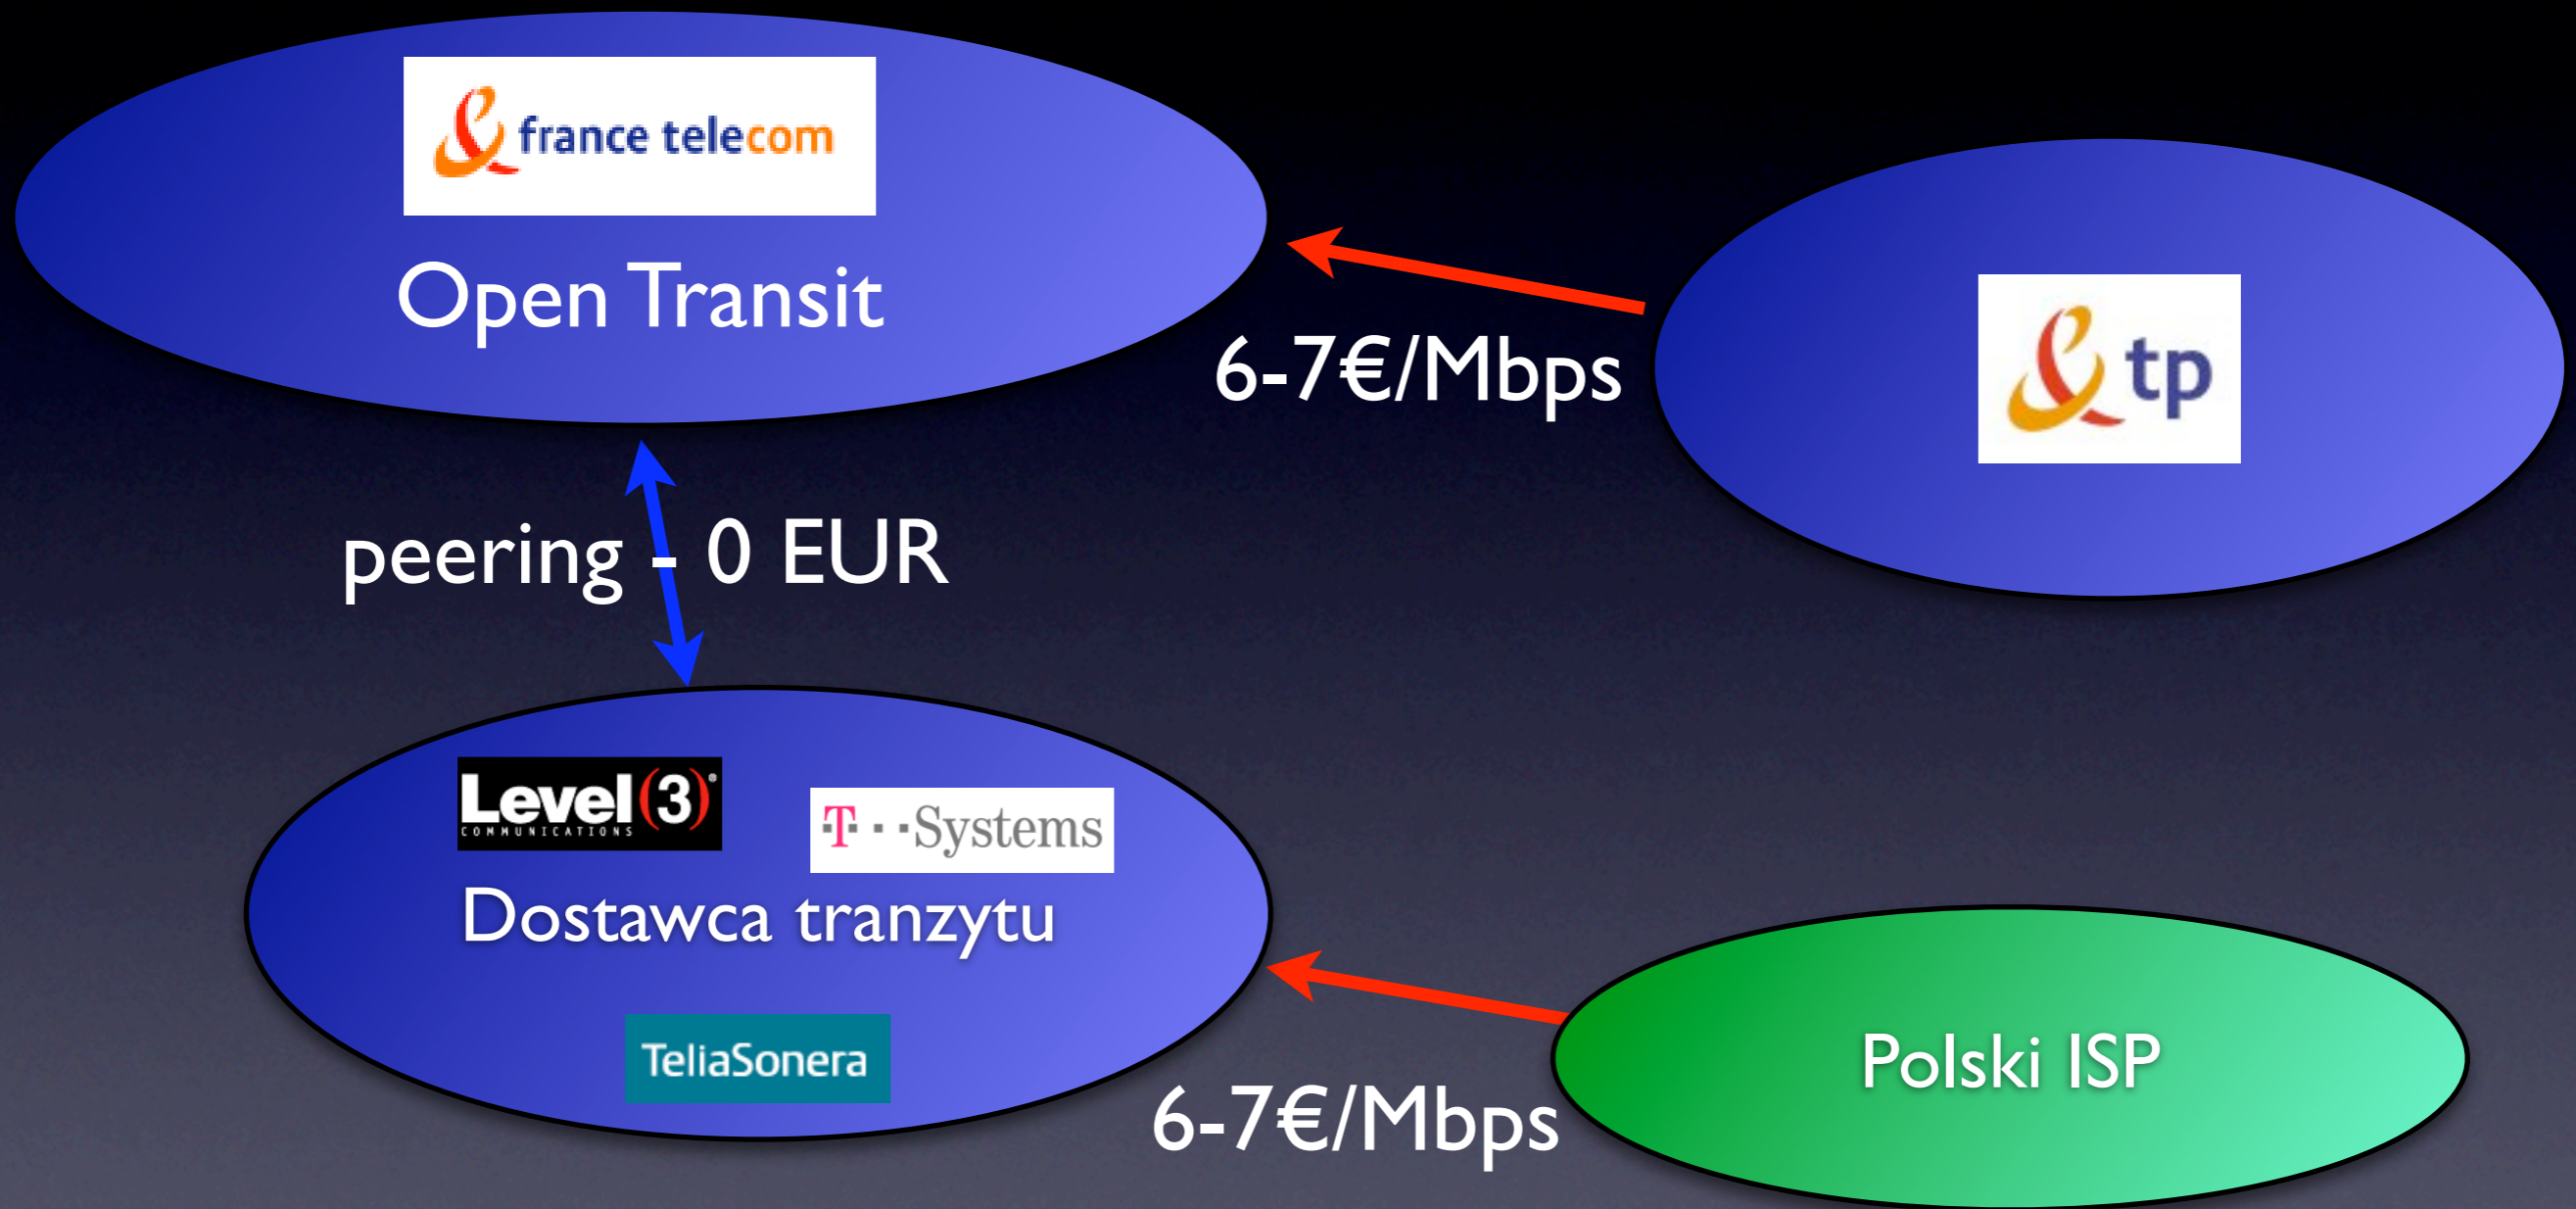 france telecom
Open Transit
6-7€/Mbps
tp
peering - 0 EUR
Level(3)®
COMMUNICATIONS
T··Systems
Dostawca tranzytu
TeliaSonera
6-7€/Mbps
Polski ISP